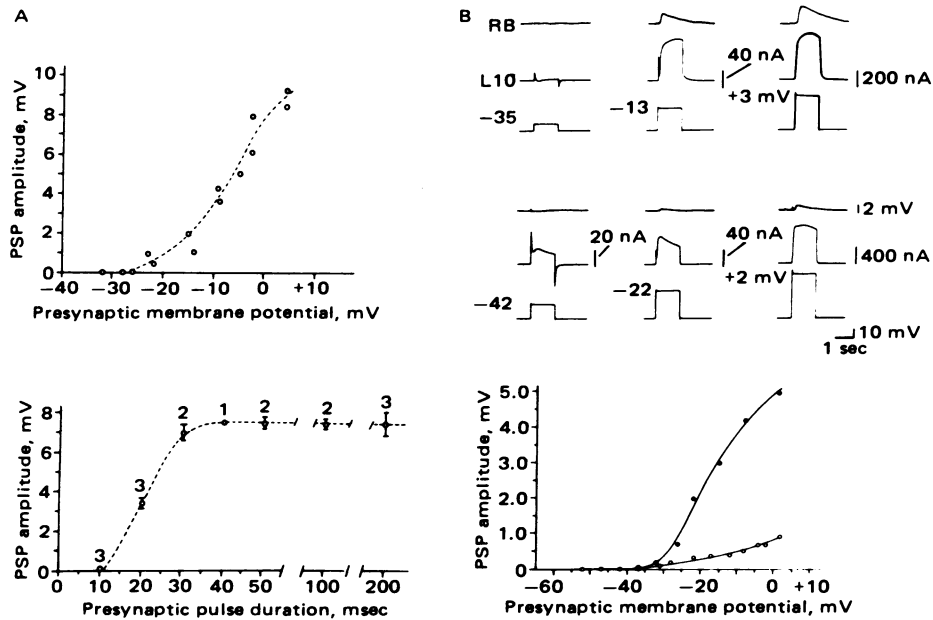 A
10
8
6
4
2
0
PSP amplitude, mV
−40 −30 −20 −10 0 +10
Presynaptic membrane potential, mV
8
6
4
2
0
PSP amplitude, mV
3 3 2 1 2 2 3
0 10 20 30 40 50 100 200
Presynaptic pulse duration, msec
B
RB
L10
40 nA
200 nA
−35
−13
+3 mV
2 mV
20 nA
40 nA
400 nA
−42
−22
+2 mV
10 mV
1 sec
5.0
4.0
3.0
2.0
1.0
0.0
PSP amplitude, mV
−60 −40 −20 0 +10
Presynaptic membrane potential, mV